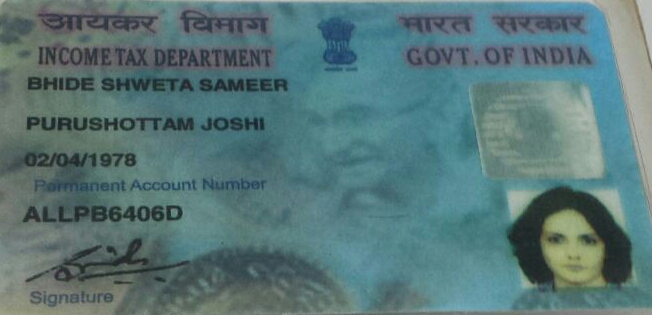 आयकर विभाग
भारत सरकार
INCOME TAX DEPARTMENT
GOVT. OF INDIA
BHIDE SHWETA SAMEER
PURUSHOTTAM JOSHI
02/04/1978
Permanent Account Number
ALLPB6406D
Signature